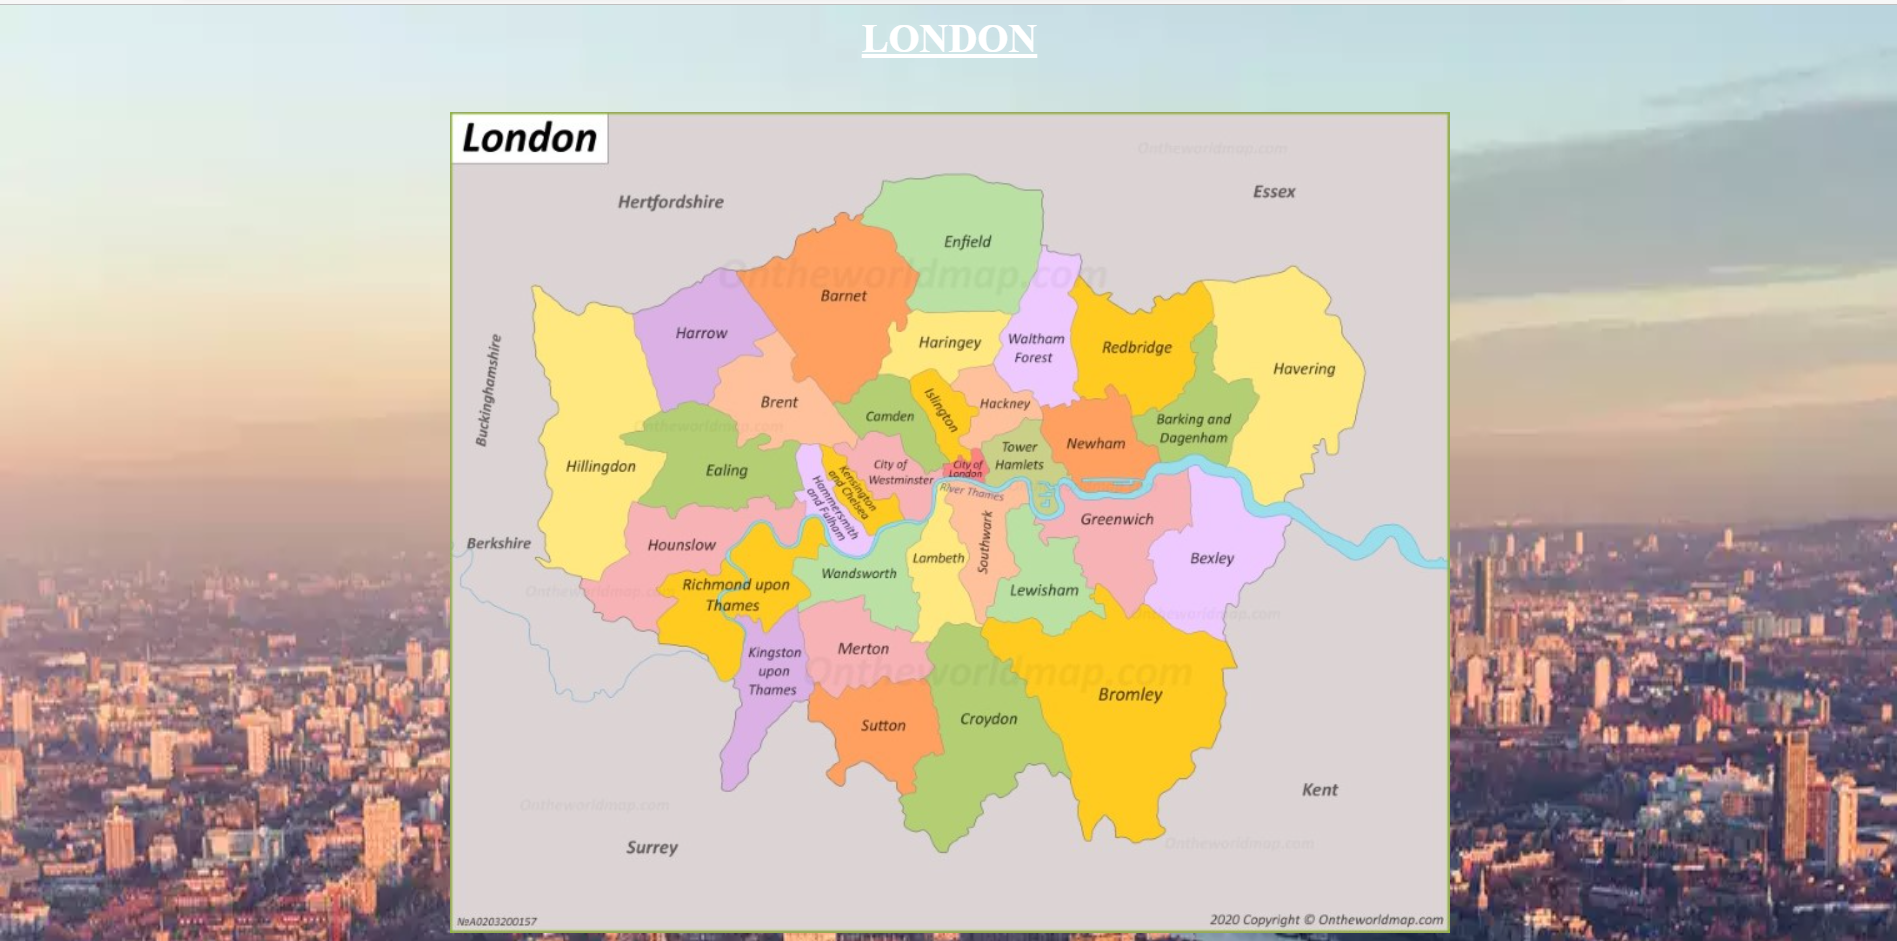 LONDON
London
Ontheworldmap.com
Hertfordshire
Essex
Enfield
Ontheworldmap.com
Barnet
Harrow
Haringey
Waltham
Forest
Redbridge
Havering
Buckinghamshire
Brent
Camden
Islington
Hackney
Ontheworldmap.com
Barking and
Dagenham
Newham
Hillingdon
Ealing
Tower
Hamlets
City of
Westminster
City of
London
Kensington
and Chelsea
Hammersmith
and Fulham
River Thames
Greenwich
Southwark
Berkshire
Hounslow
Lambeth
Bexley
Wandsworth
Richmond upon
Thames
Lewisham
Ontheworldmap.com
Ontheworldmap.com
Merton
Kingston
upon
Thames
Ontheworldmap.com
Bromley
Sutton
Croydon
Kent
Ontheworldmap.com
Surrey
Ontheworldmap.com
№A0203200157
2020 Copyright © Ontheworldmap.com